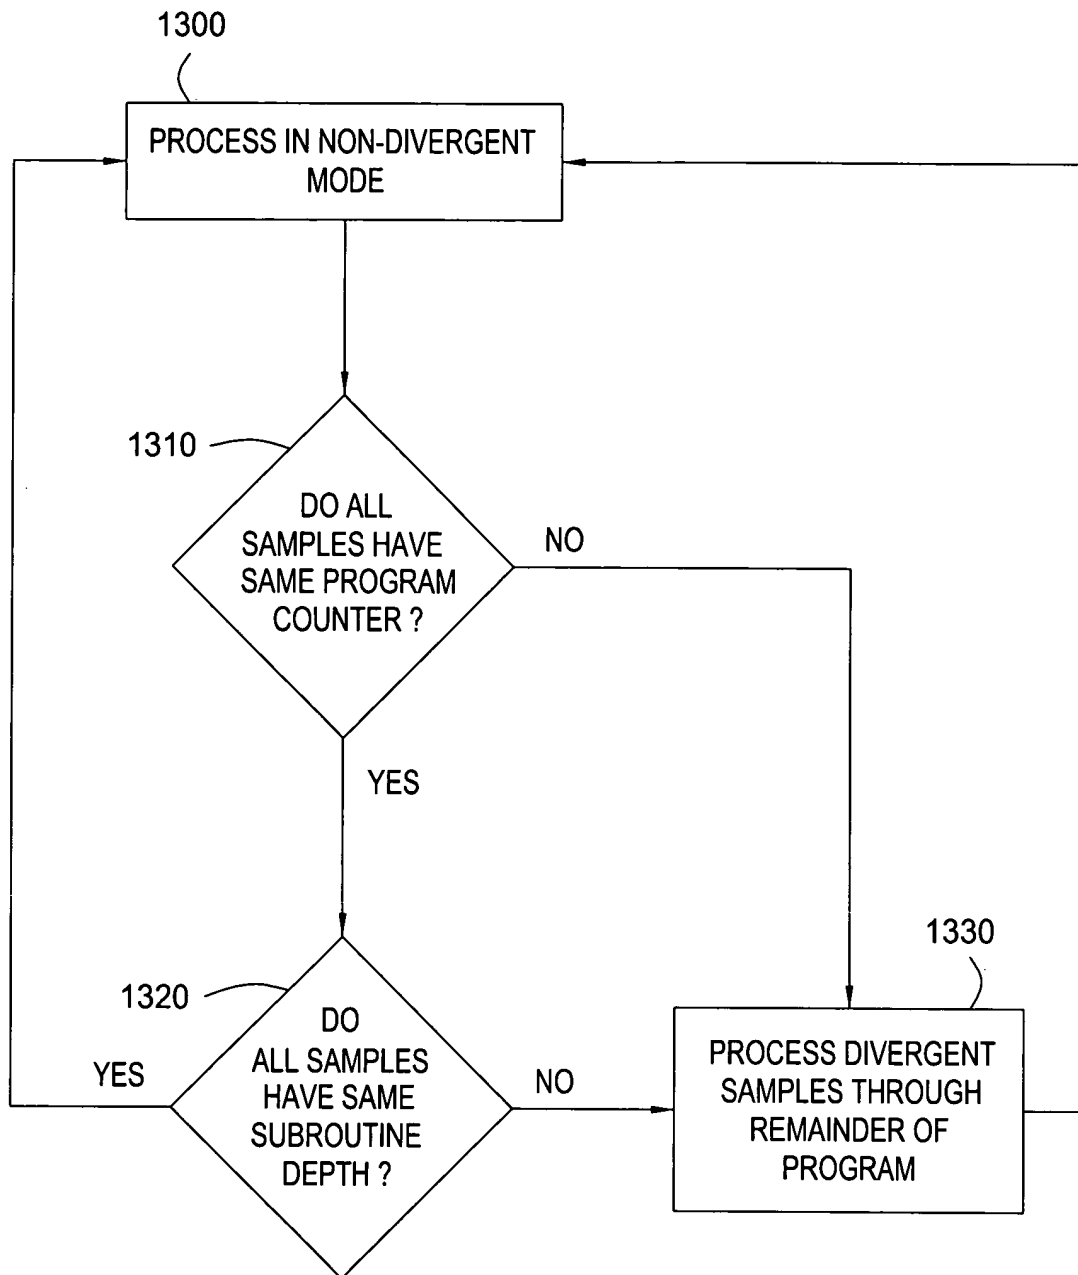 1300
PROCESS IN NON-DIVERGENT
MODE
1310
DO ALL
SAMPLES HAVE
SAME PROGRAM
COUNTER ?
NO
YES
1320
DO
ALL SAMPLES
HAVE SAME
SUBROUTINE
DEPTH ?
YES
NO
1330
PROCESS DIVERGENT
SAMPLES THROUGH
REMAINDER OF
PROGRAM